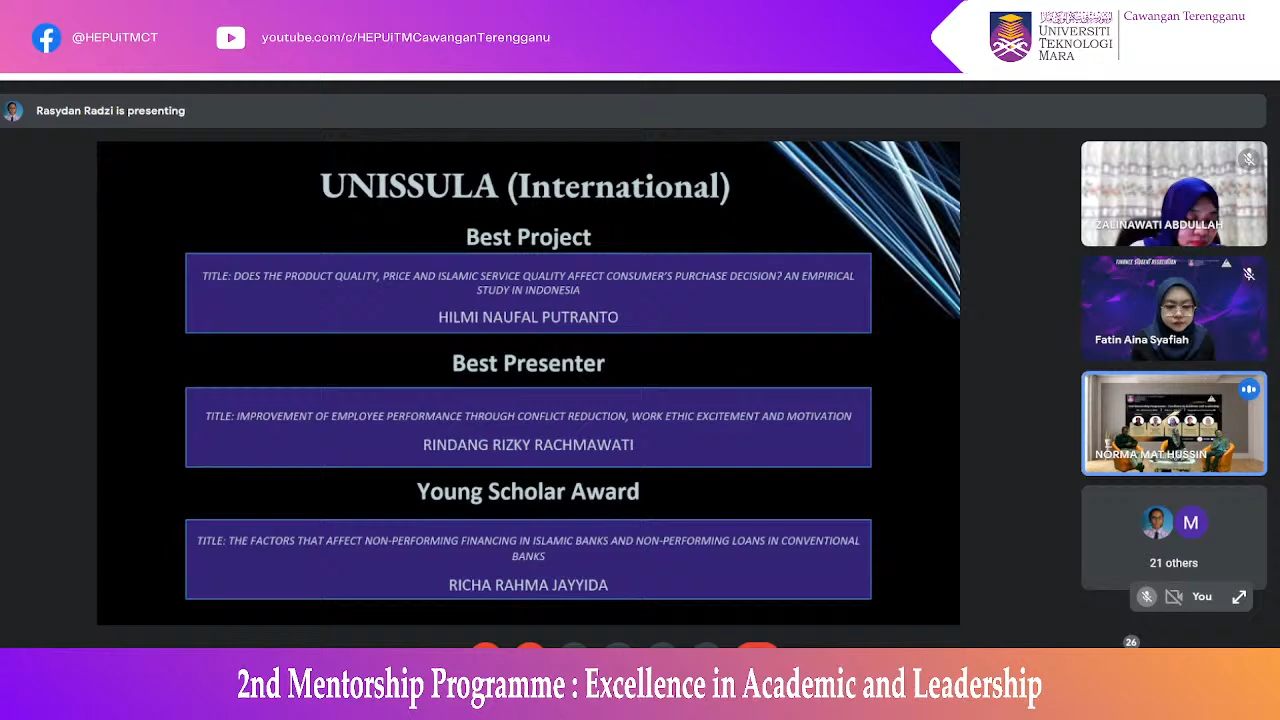 @HEPUiTMCT
youtube.com/c/HEPUiTMCawanganTerengganu
UNIVERSITI
TEKNOLOGI
MARA
Cawangan Terengganu
Rasydan Radzi is presenting
UNISSULA (International)
Best Project
TITLE: DOES THE PRODUCT QUALITY, PRICE AND ISLAMIC SERVICE QUALITY AFFECT CONSUMER'S PURCHASE DECISION? AN EMPIRICAL
STUDY IN INDONESIA
HILMI NAUFAL PUTRANTO
Best Presenter
TITLE: IMPROVEMENT OF EMPLOYEE PERFORMANCE THROUGH CONFLICT REDUCTION, WORK ETHIC EXCITEMENT AND MOTIVATION
RINDANG RIZKY RACHMAWATI
Young Scholar Award
TITLE: THE FACTORS THAT AFFECT NON-PERFORMING FINANCING IN ISLAMIC BANKS AND NON-PERFORMING LOANS IN CONVENTIONAL
BANKS
RICHA RAHMA JAYYIDA
ZALINAWATI ABDULLAH
FINANCE STUDENT ASSOCIATION
Fatin Aina Syafiah
NORMA MAT HUSSIN
M
21 others
You
26
2nd Mentorship Programme : Excellence in Academic and Leadership